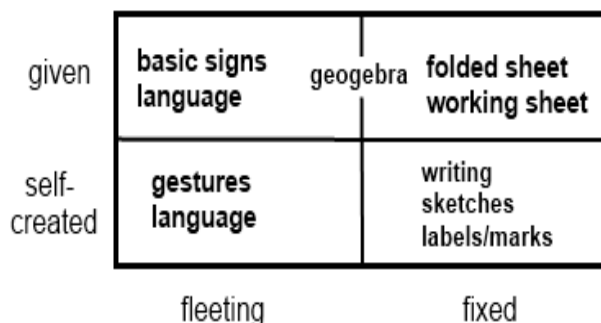 given
basic signs
language
geogebra
folded sheet
working sheet
self-
created
gestures
language
writing
sketches
labels/marks
fleeting
fixed